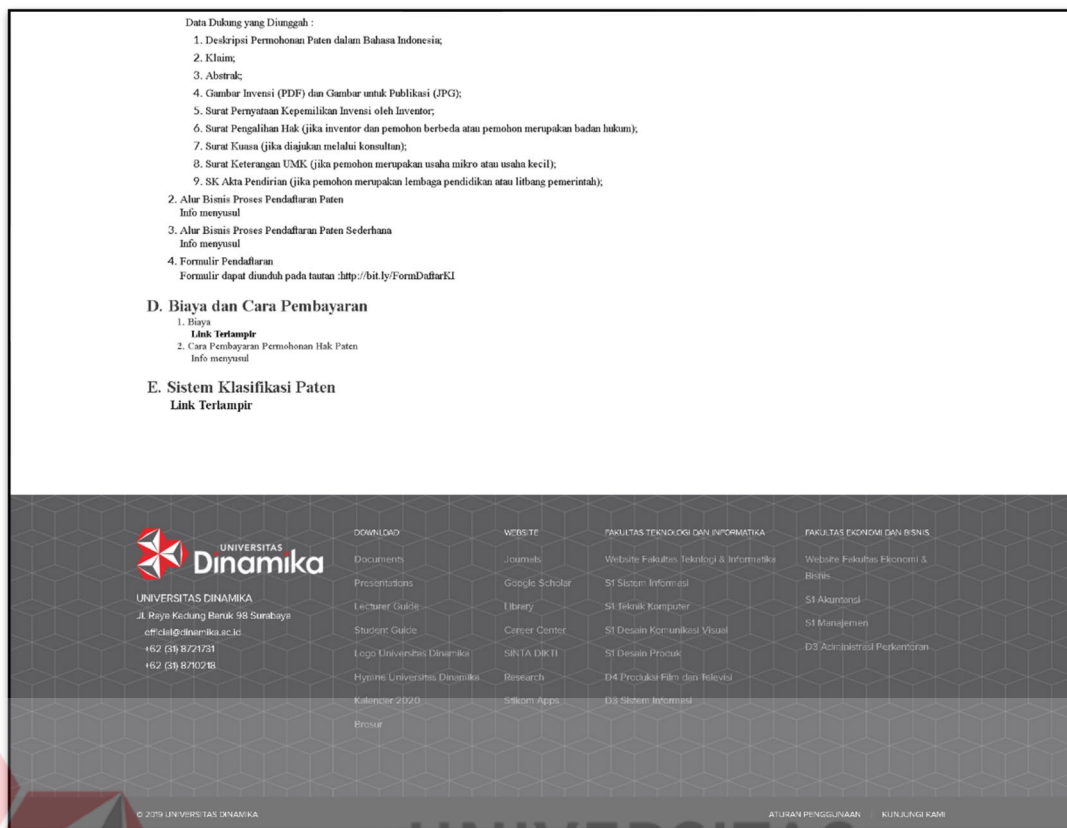 Data Dukung yang Diunggah :
1. Deskripsi Permohonan Paten dalam Bahasa Indonesia;
2. Klaim;
3. Abstrak;
4. Gambar Invensi (PDF) dan Gambar untuk Publikasi (JPG);
5. Surat Pernyataan Kepemilikan Invensi oleh Inventor;
6. Surat Pengalihan Hak (jika inventor dan pemohon berbeda atau pemohon merupakan badan hukum);
7. Surat Kuasa (jika diajukan melalui konsultan);
8. Surat Keterangan UMK (jika pemohon merupakan usaha mikro atau usaha kecil);
9. SK Akta Pendirian (jika pemohon merupakan lembaga pendidikan atau litbang pemerintah);
2. Alur Bisnis Proses Pendaftaran Paten
Info menyusul
3. Alur Bisnis Proses Pendaftaran Paten Sederhana
Info menyusul
4. Formulir Pendaftaran
Formulir dapat diunduh pada tautan :http://bit.ly/FormDaftarKI
D. Biaya dan Cara Pembayaran
1. Biaya
Link Terlampir
2. Cara Pembayaran Permohonan Hak Paten
Info menyusul
E. Sistem Klasifikasi Paten
Link Terlampir
UNIVERSITAS
Dinamika
UNIVERSITAS DINAMIKA
Jl. Raya Kedung Baruk 98 Surabaya
official@dinamika.ac.id
+62 (31) 8721731
+62 (31) 8710218
DOWNLOAD
Documents
Presentations
Lecturer Guide
Student Guide
Logo Universitas Dinamika
Hymne Universitas Dinamika
Kalender 2020
Brosur
WEBSITE
Journals
Google Scholar
Library
Career Center
SINTA DIKTI
Research
Stikom Apps
FAKULTAS TEKNOLOGI DAN INFORMATIKA
Website Fakultas Teknologi & Informatika
S1 Sistem Informasi
S1 Teknik Komputer
S1 Desain Komunikasi Visual
S1 Desain Produk
D4 Produksi Film dan Televisi
D3 Sistem Informasi
FAKULTAS EKONOMI DAN BISNIS
Website Fakultas Ekonomi &
Bisnis
S1 Akuntansi
S1 Manajemen
D3 Administrasi Perkantoran
© 2019 UNIVERSITAS DINAMIKA
ATURAN PENGGUNAAN | KUNJUNGI KAMI
UNIVERSITAS